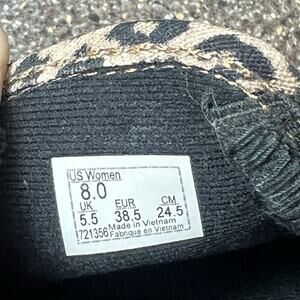 US Women
8.0
UK EUR CM
5.5 38.5 24.5
Made in Vietnam
721356 Fabriqué en Vietnam